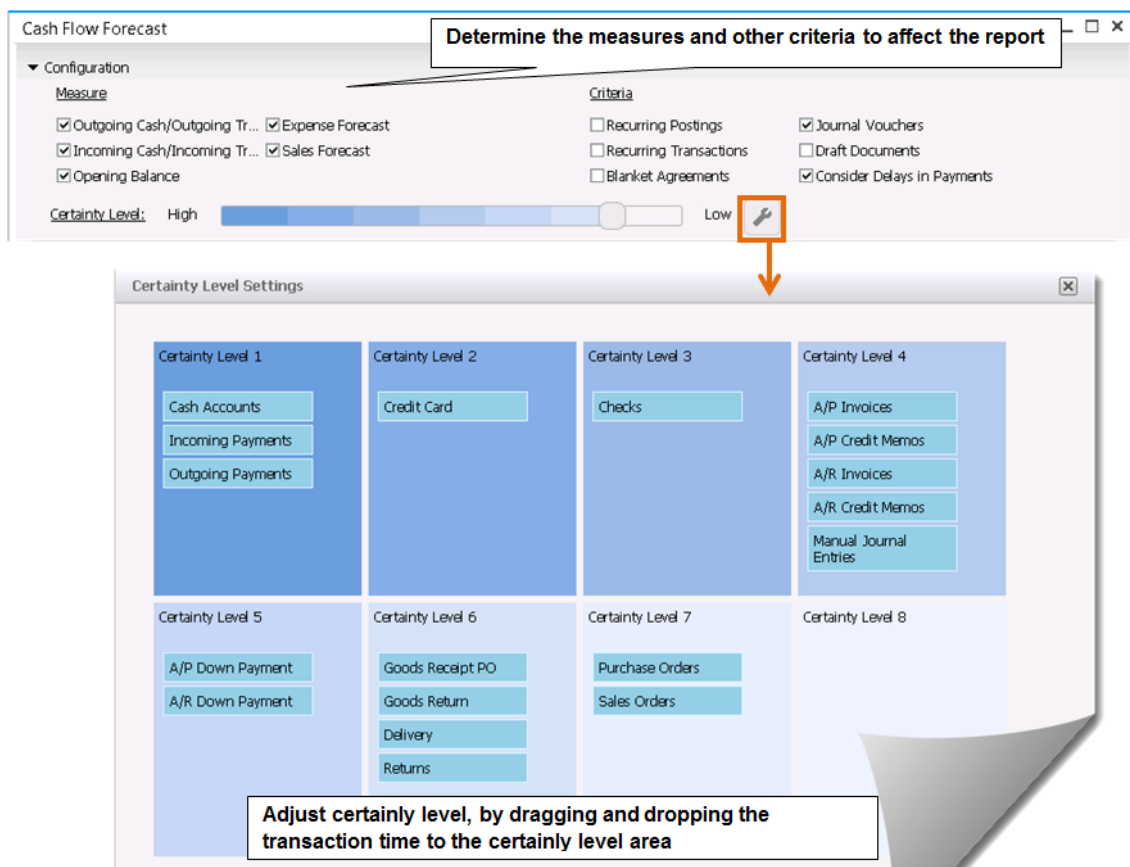 Cash Flow Forecast
Determine the measures and other criteria to affect the report
Configuration
Measure
Criteria
Outgoing Cash/Outgoing Tr... Expense Forecast
Recurring Postings
Journal Vouchers
Incoming Cash/Incoming Tr... Sales Forecast
Recurring Transactions
Draft Documents
Opening Balance
Blanket Agreements
Consider Delays in Payments
Certainty Level: High
Low
Certainty Level Settings
Certainty Level 1
Cash Accounts
Incoming Payments
Outgoing Payments
Certainty Level 2
Credit Card
Certainty Level 3
Checks
Certainty Level 4
A/P Invoices
A/P Credit Memos
A/R Invoices
A/R Credit Memos
Manual Journal
Entries
Certainty Level 5
A/P Down Payment
A/R Down Payment
Certainty Level 6
Goods Receipt PO
Goods Return
Delivery
Returns
Certainty Level 7
Purchase Orders
Sales Orders
Certainty Level 8
Adjust certainly level, by dragging and dropping the
transaction time to the certainly level area